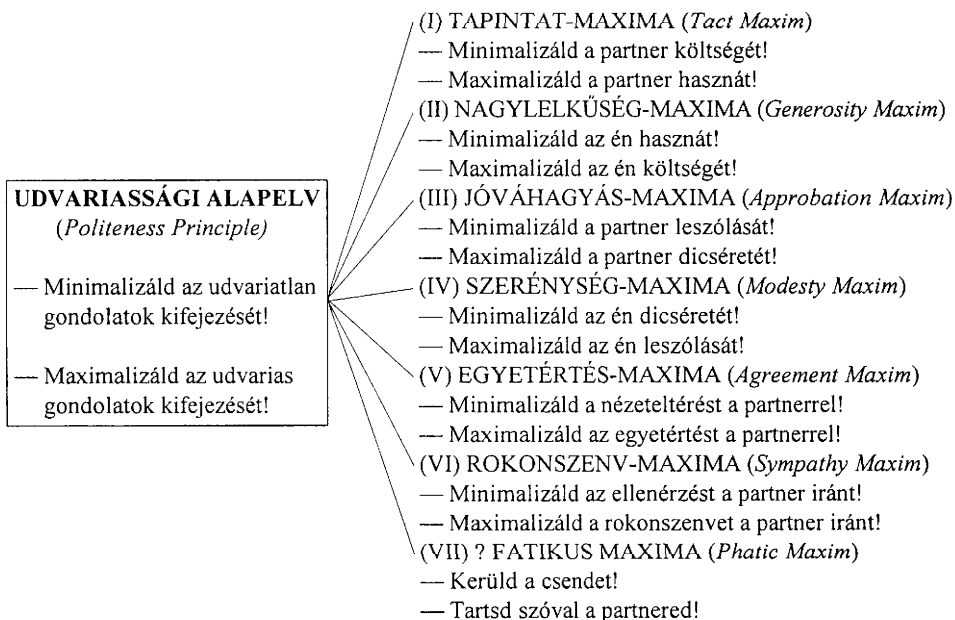 UDVARIASSÁGI ALAPELV
(Politeness Principle)
— Minimalizáld az udvariatlan
gondolatok kifejezését!
— Maximalizáld az udvarias
gondolatok kifejezését!
(I) TAPINTAT-MAXIMA (Tact Maxim)
— Minimalizáld a partner költségét!
— Maximalizáld a partner hasznát!
(II) NAGYLELKŰSÉG-MAXIMA (Generosity Maxim)
— Minimalizáld az én hasznát!
— Maximalizáld az én költségét!
(III) JÓVÁHAGYÁS-MAXIMA (Approbation Maxim)
— Minimalizáld a partner leszólását!
— Maximalizáld a partner dicséretét!
(IV) SZERÉNYSÉG-MAXIMA (Modesty Maxim)
— Minimalizáld az én dicséretét!
— Maximalizáld az én leszólását!
(V) EGYETÉRTÉS-MAXIMA (Agreement Maxim)
— Minimalizáld a nézeteltérést a partnerrel!
— Maximalizáld az egyetértést a partnerrel!
(VI) ROKONSZENV-MAXIMA (Sympathy Maxim)
— Minimalizáld az ellenérzést a partner iránt!
— Maximalizáld a rokonszenvet a partner iránt!
(VII) ? FATIKUS MAXIMA (Phatic Maxim)
— Kerüld a csendet!
— Tartsd szóval a partnered!